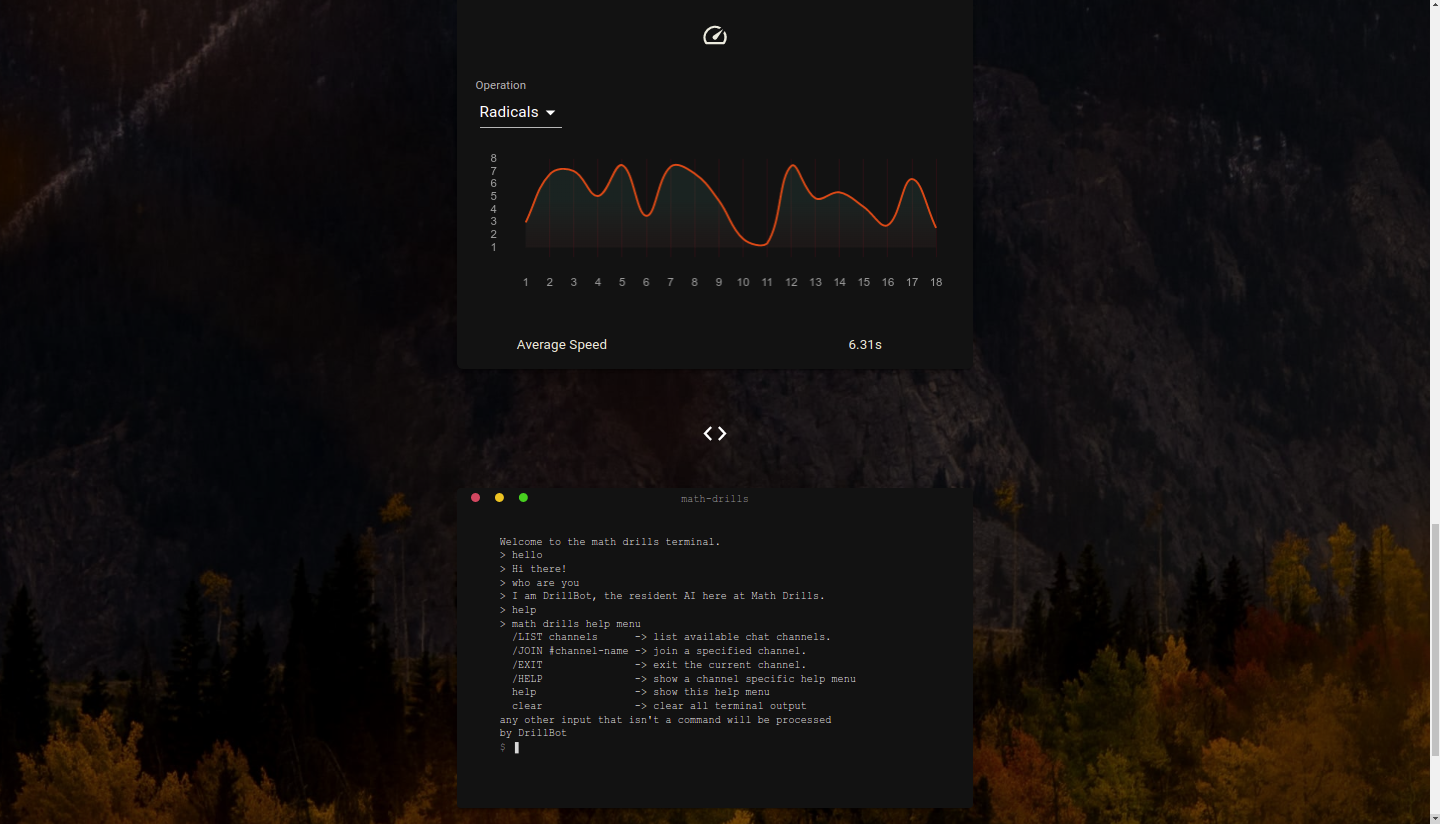 Operation
Radicals
8
7
6
5
4
3
2
1
1 2 3 4 5 6 7 8 9 10 11 12 13 14 15 16 17 18
Average Speed 6.31s
math-drills
Welcome to the math drills terminal.
> hello
> Hi there!
> who are you
> I am DrillBot, the resident AI here at Math Drills.
> help
> math drills help menu
/LIST channels -> list available chat channels.
/JOIN #channel-name -> join a specified channel.
/EXIT -> exit the current channel.
/HELP -> show a channel specific help menu
help -> show this help menu
clear -> clear all terminal output
any other input that isn't a command will be processed
by DrillBot
$